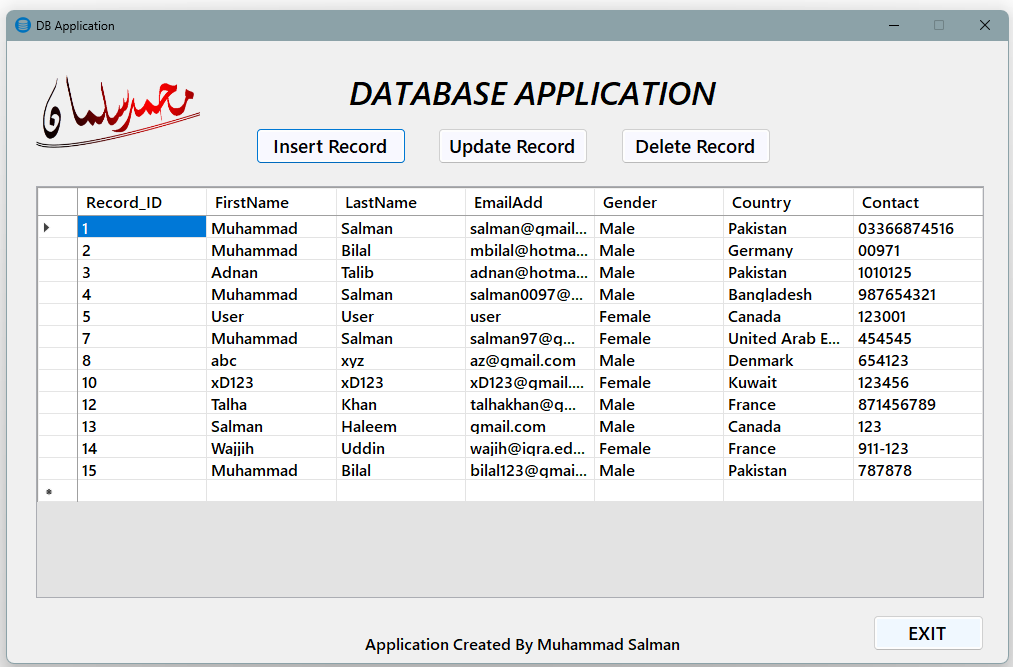 DB Application
محمد سلمان
DATABASE APPLICATION
Insert Record Update Record Delete Record
Record_ID FirstName LastName EmailAdd Gender Country Contact
1 Muhammad Salman salman@gmail... Male Pakistan 03366874516
2 Muhammad Bilal mbilal@hotma... Male Germany 00971
3 Adnan Talib adnan@hotma... Male Pakistan 1010125
4 Muhammad Salman salman0097@... Male Bangladesh 987654321
5 User User user Female Canada 123001
7 Muhammad Salman salman97@g... Female United Arab E... 454545
8 abc xyz az@gmail.com Male Denmark 654123
10 xD123 xD123 xD123@gmail.... Female Kuwait 123456
12 Talha Khan talhakhan@g... Male France 871456789
13 Salman Haleem gmail.com Male Canada 123
14 Wajjih Uddin wajih@iqra.ed... Female France 911-123
15 Muhammad Bilal bilal123@gmai... Male Pakistan 787878
*
EXIT
Application Created By Muhammad Salman